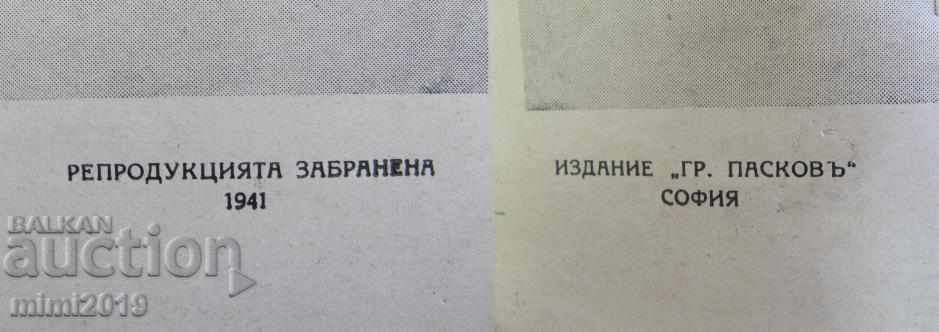 РЕПРОДУКЦИЯТА ЗАБРАНЕНА
1941
ИЗДАНИЕ „ГР. ПАСКОВЪ“
СОФИЯ
BALKAN
auction
mimi2019